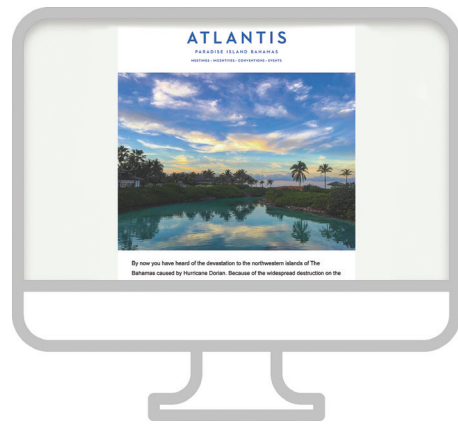 ATLANTIS
PARADISE ISLAND BAHAMAS
MEETINGS • INCENTIVES • CONVENTIONS • EVENTS
By now you have heard of the devastation to the northwestern islands of The
Bahamas caused by Hurricane Dorian. Because of the widespread destruction on the